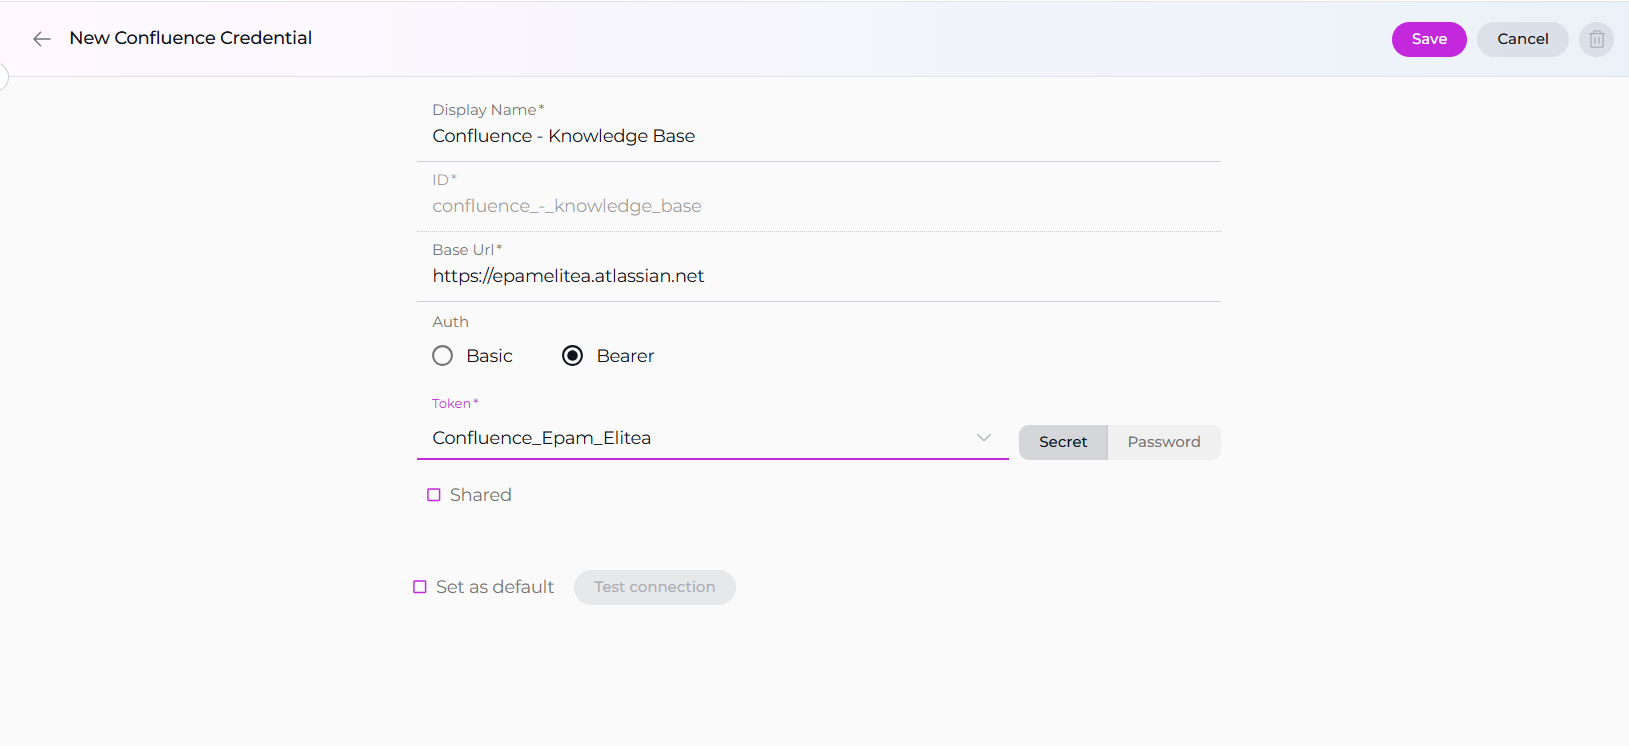 New Confluence Credential
Save
Cancel
Display Name*
Confluence - Knowledge Base
ID*
confluence_-_knowledge_base
Base Url*
https://epamelitea.atlassian.net
Auth
Basic
Bearer
Token*
Confluence_Epam_Elitea
Secret
Password
Shared
Set as default
Test connection